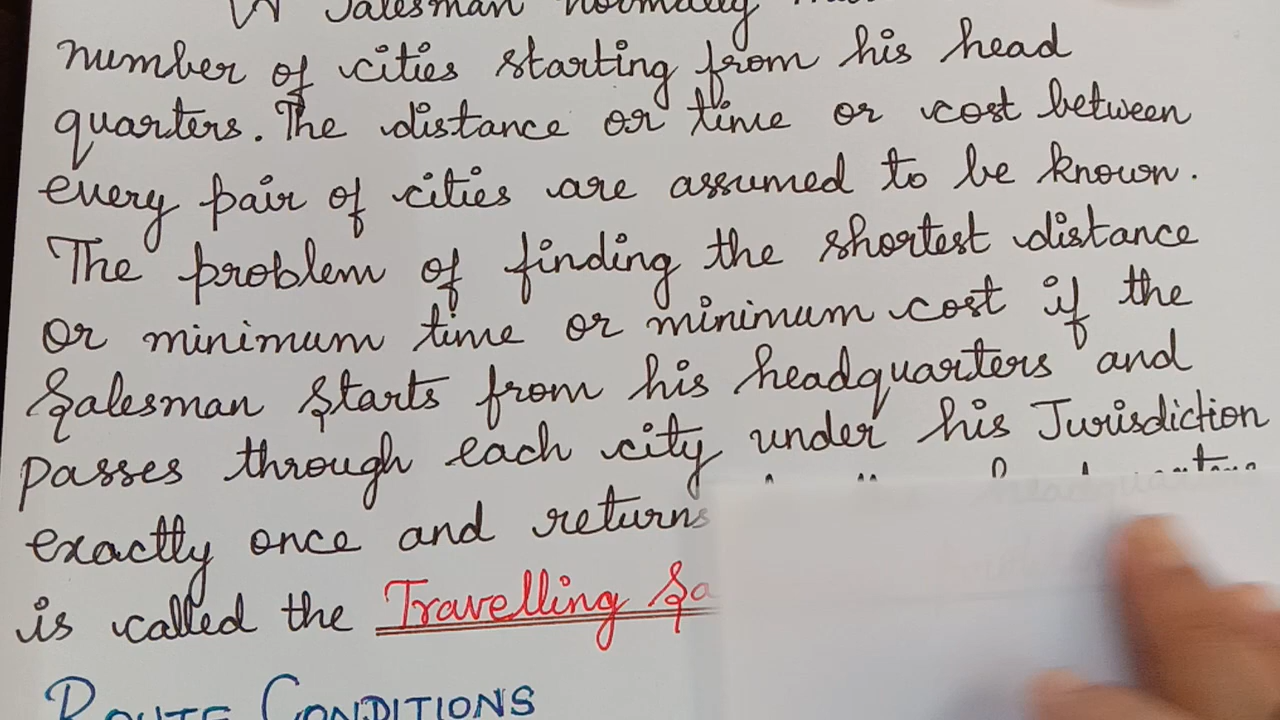 A Salesman normally
number of cities starting from his head
quarters. The distance or time or cost between
every pair of cities are assumed to be known.
The problem of finding the shortest distance
or minimum time or minimum cost if the
Salesman starts from his headquarters and
passes through each city under his Jurisdiction
exactly once and returns
is called the Travelling Sa
ROUTE CONDITIONS